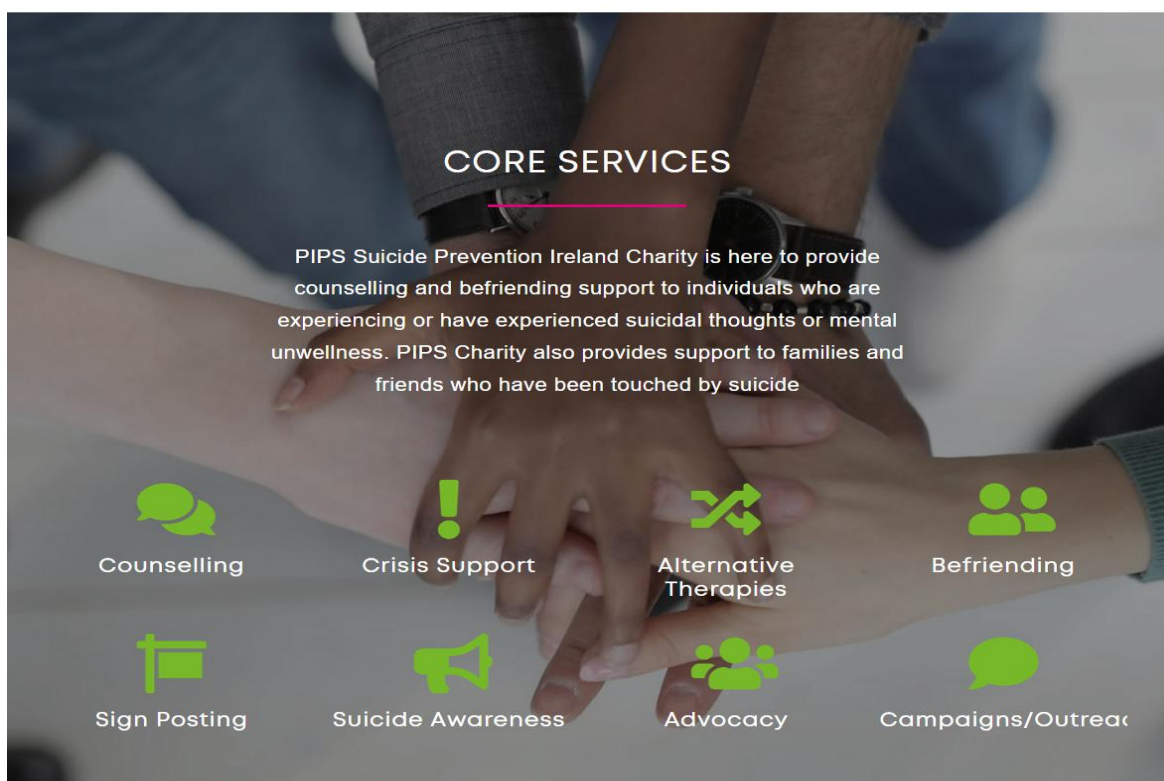 CORE SERVICES
PIPS Suicide Prevention Ireland Charity is here to provide
counselling and befriending support to individuals who are
experiencing or have experienced suicidal thoughts or mental
unwellness. PIPS Charity also provides support to families and
friends who have been touched by suicide
Counselling
Crisis Support
Alternative
Therapies
Befriending
Sign Posting
Suicide Awareness
Advocacy
Campaigns/Outreac